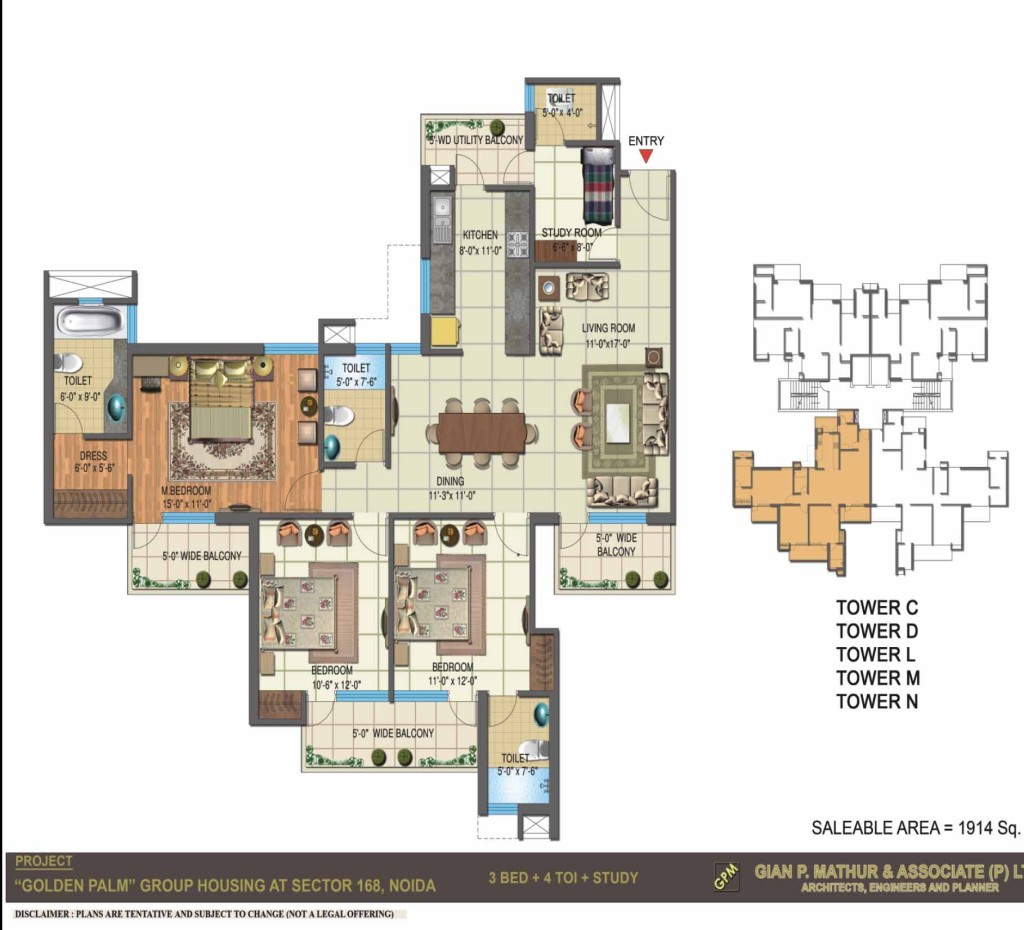 TOILET
5'-0"x 4'-0"
5'-WD UTILITY BALCONY
ENTRY
KITCHEN
8'-0"x 11'-0"
STUDY ROOM
6'-6"x 8'-0"
LIVING ROOM
11'-0"x17'-0"
TOILET
5'-0" x 7'-6"
TOILET
6'-0" x 9'-0"
DRESS
6'-0" x 5'-6"
M.BEDROOM
15'-0" x 11'-0"
DINING
11'-3"x 11'-0"
5'-0" WIDE BALCONY
5'-0" WIDE
BALCONY
BEDROOM
10'-6" x 12'-0"
BEDROOM
11'-0" x 12'-0"
5'-0" WIDE BALCONY
TOILET
5'-0" x 7'-6"
TOWER C
TOWER D
TOWER L
TOWER M
TOWER N
SALEABLE AREA = 1914 Sq.
PROJECT
"GOLDEN PALM" GROUP HOUSING AT SECTOR 168, NOIDA
3 BED + 4 TOI + STUDY
GPM
GIAN P. MATHUR & ASSOCIATE (P) LT
ARCHITECTS, ENGINEERS AND PLANNER
DISCLAIMER : PLANS ARE TENTATIVE AND SUBJECT TO CHANGE (NOT A LEGAL OFFERING)